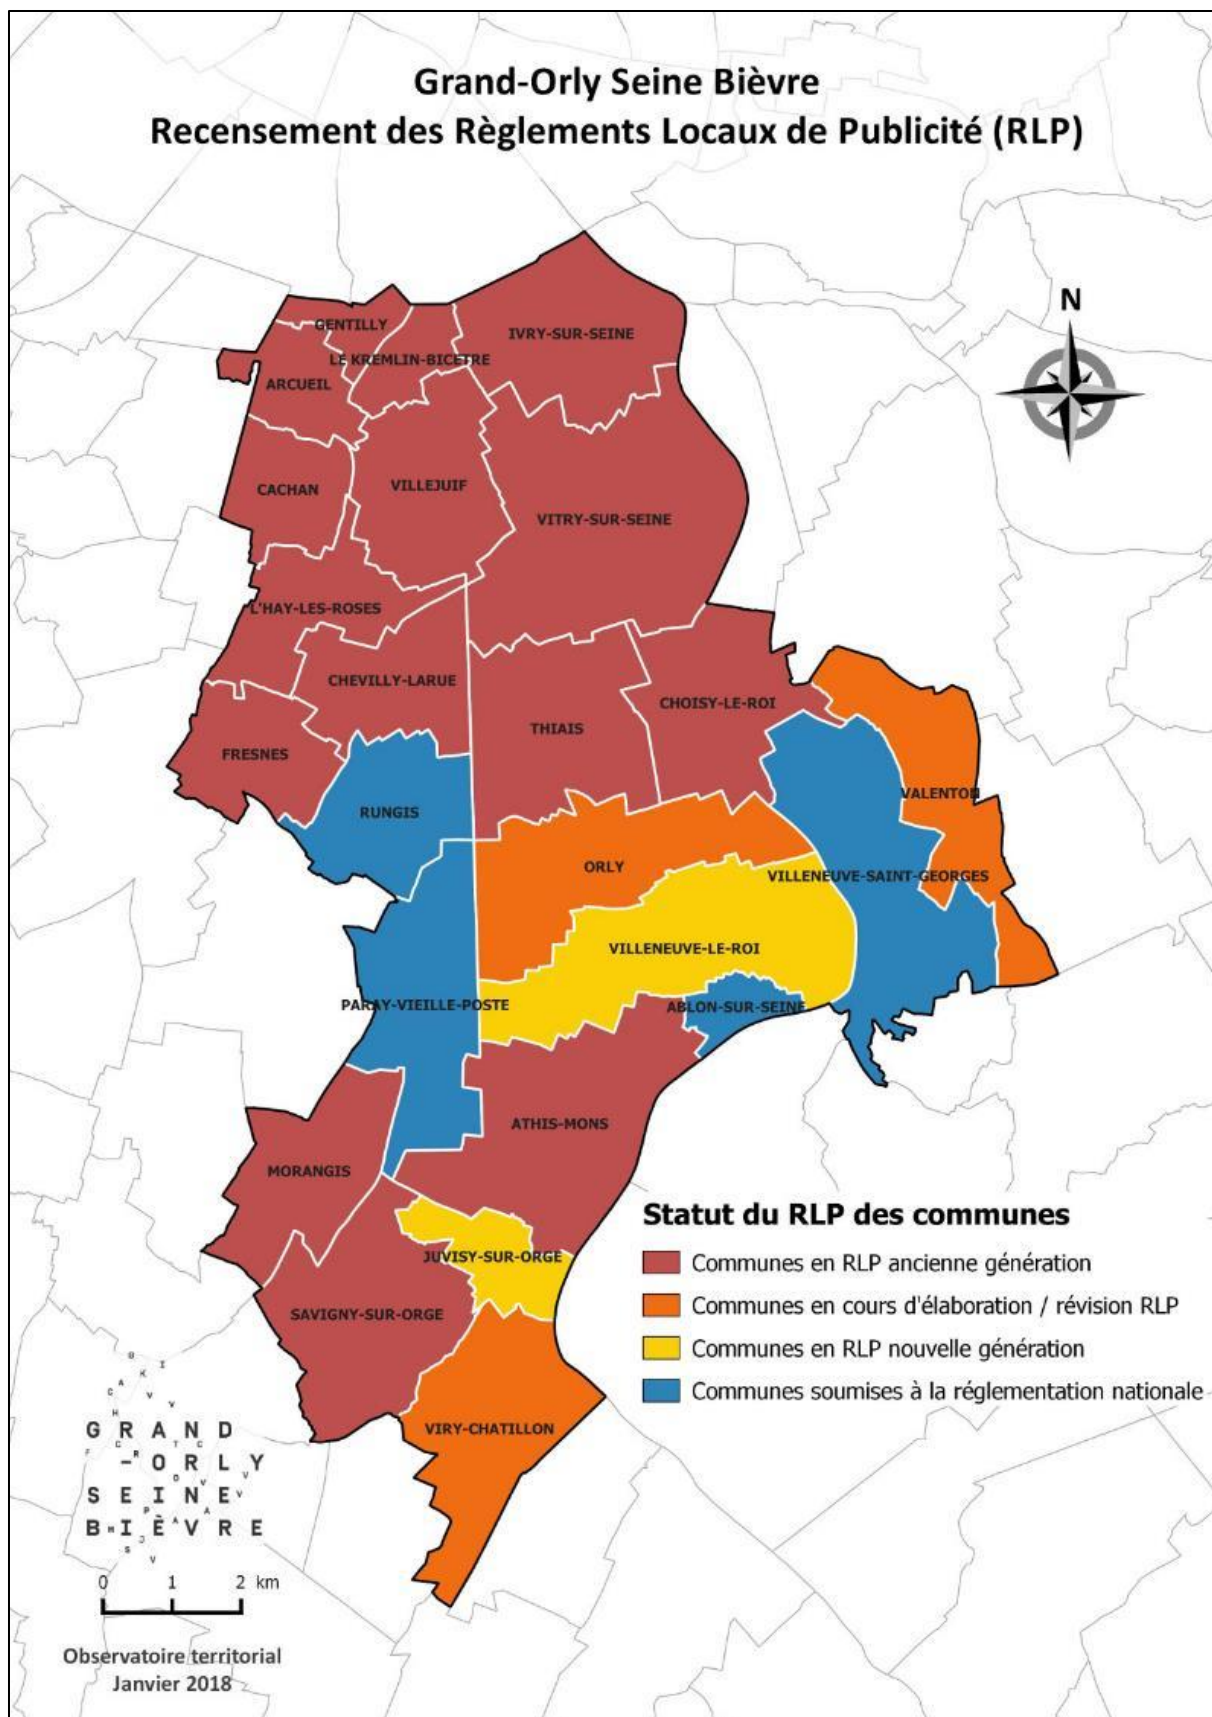 Grand-Orly Seine Bièvre
Recensement des Règlements Locaux de Publicité (RLP)
N
GENTILLY
IVRY-SUR-SEINE
LE KREMLIN-BICETRE
ARCUEIL
CACHAN
VILLEJUIF
VITRY-SUR-SEINE
L'HAY-LES-ROSES
CHEVILLY-LARUE
CHOISY-LE-ROI
THIAIS
FRESNES
RUNGIS
VALENTON
ORLY
VILLENEUVE-SAINT-GEORGES
VILLENEUVE-LE-ROI
PARAY-VIEILLE-POSTE
ABLON-SUR-SEINE
ATHIS-MONS
MORANGIS
JUVISY-SUR-ORGE
SAVIGNY-SUR-ORGE
VIRY-CHATILLON
Statut du RLP des communes
Communes en RLP ancienne génération
Communes en cours d'élaboration / révision RLP
Communes en RLP nouvelle génération
Communes soumises à la réglementation nationale
GRAND
-ORLY
SEINE
BIÈVRE
0 1 2 km
Observatoire territorial
Janvier 2018